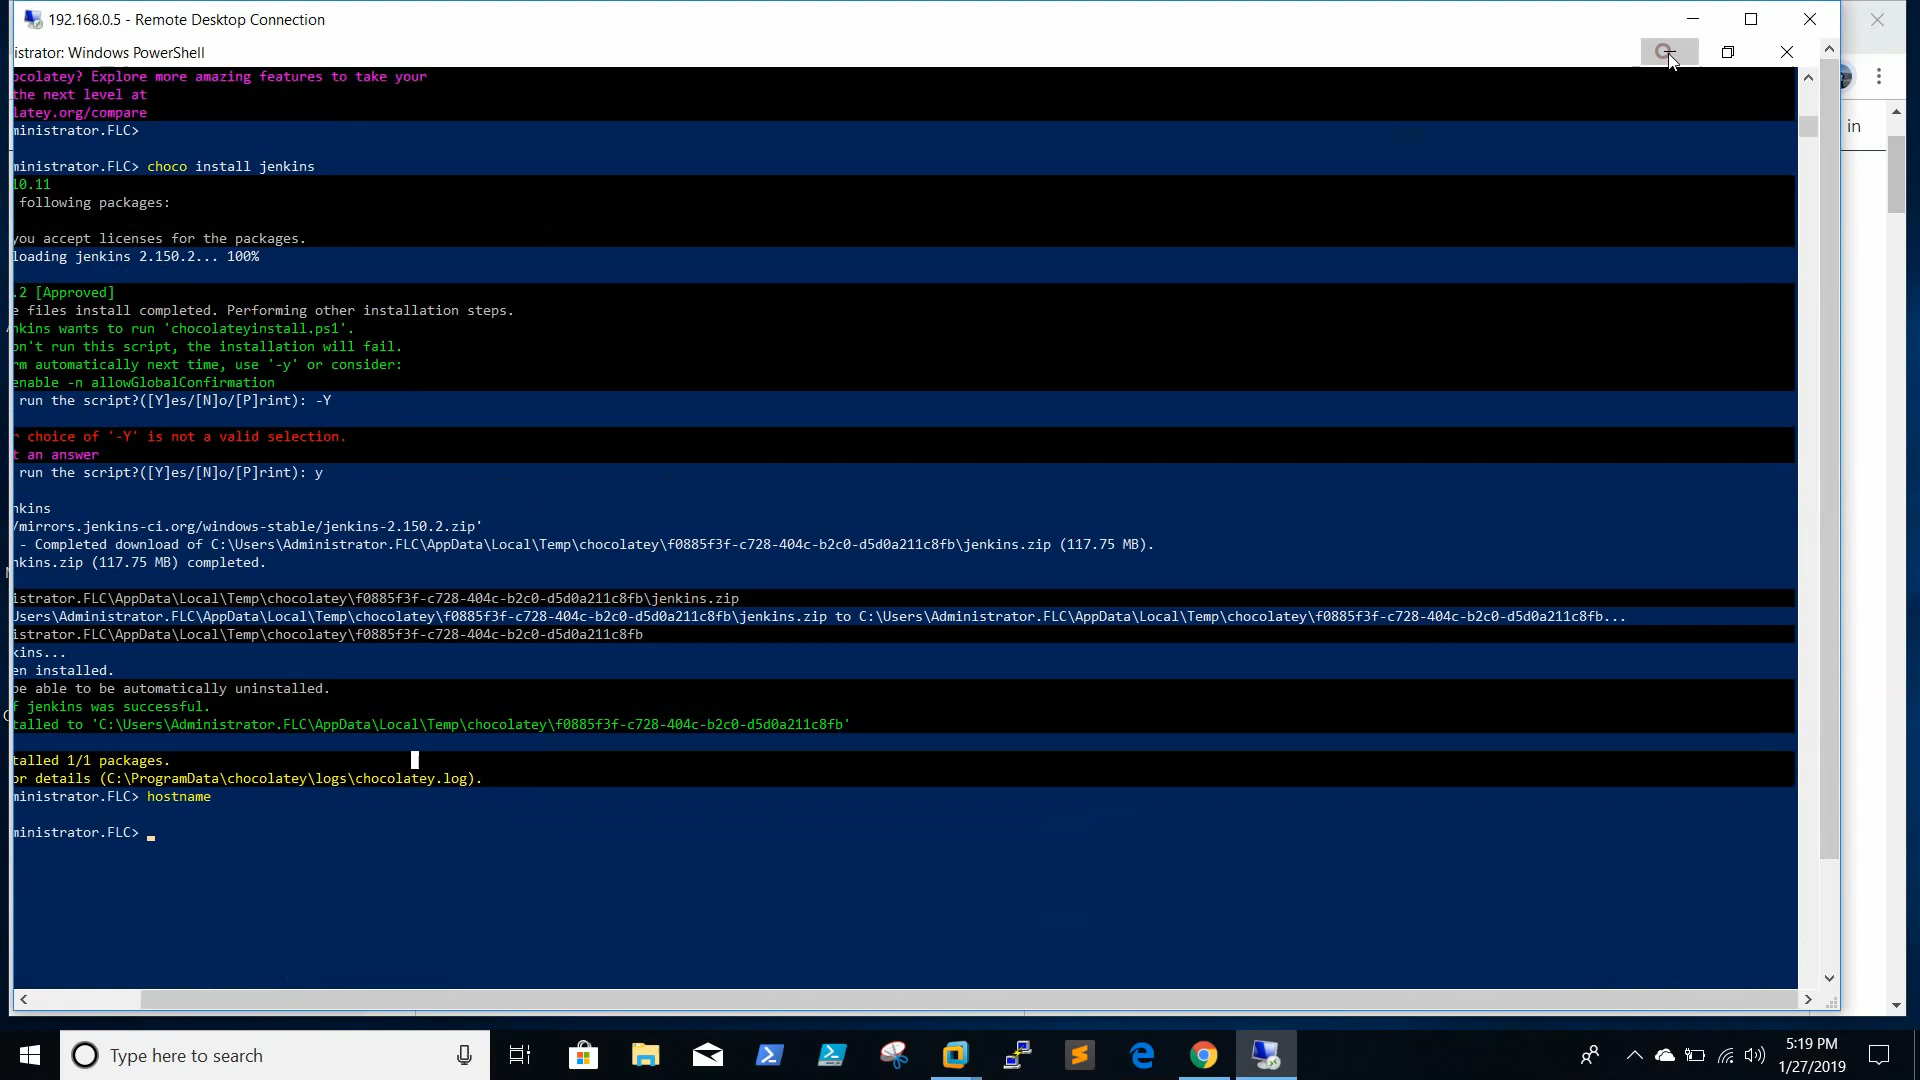 192.168.0.5 - Remote Desktop Connection
istrator: Windows PowerShell
ocolatey? Explore more amazing features to take your
the next level at
latey.org/compare
ministrator.FLC>
ministrator.FLC> choco install jenkins
10.11
following packages:
you accept licenses for the packages.
loading jenkins 2.150.2... 100%
.2 [Approved]
e files install completed. Performing other installation steps.
nkins wants to run 'chocolateyinstall.ps1'.
on't run this script, the installation will fail.
rm automatically next time, use '-y' or consider:
enable -n allowGlobalConfirmation
run the script?([Y]es/[N]o/[P]rint): -Y
r choice of '-Y' is not a valid selection.
t an answer
run the script?([Y]es/[N]o/[P]rint): y
nkins
/mirrors.jenkins-ci.org/windows-stable/jenkins-2.150.2.zip'
- Completed download of C:\Users\Administrator.FLC\AppData\Local\Temp\chocolatey\f0885f3f-c728-404c-b2c0-d5d0a211c8fb\jenkins.zip (117.75 MB).
nkins.zip (117.75 MB) completed.
istrator.FLC\AppData\Local\Temp\chocolatey\f0885f3f-c728-404c-b2c0-d5d0a211c8fb\jenkins.zip
Users\Administrator.FLC\AppData\Local\Temp\chocolatey\f0885f3f-c728-404c-b2c0-d5d0a211c8fb\jenkins.zip to C:\Users\Administrator.FLC\AppData\Local\Temp\chocolatey\f0885f3f-c728-404c-b2c0-d5d0a211c8fb...
istrator.FLC\AppData\Local\Temp\chocolatey\f0885f3f-c728-404c-b2c0-d5d0a211c8fb
kins...
en installed.
be able to be automatically uninstalled.
f jenkins was successful.
talled to 'C:\Users\Administrator.FLC\AppData\Local\Temp\chocolatey\f0885f3f-c728-404c-b2c0-d5d0a211c8fb'
talled 1/1 packages.
or details (C:\ProgramData\chocolatey\logs\chocolatey.log).
ministrator.FLC> hostname
ministrator.FLC>
in
Type here to search
5:19 PM
1/27/2019